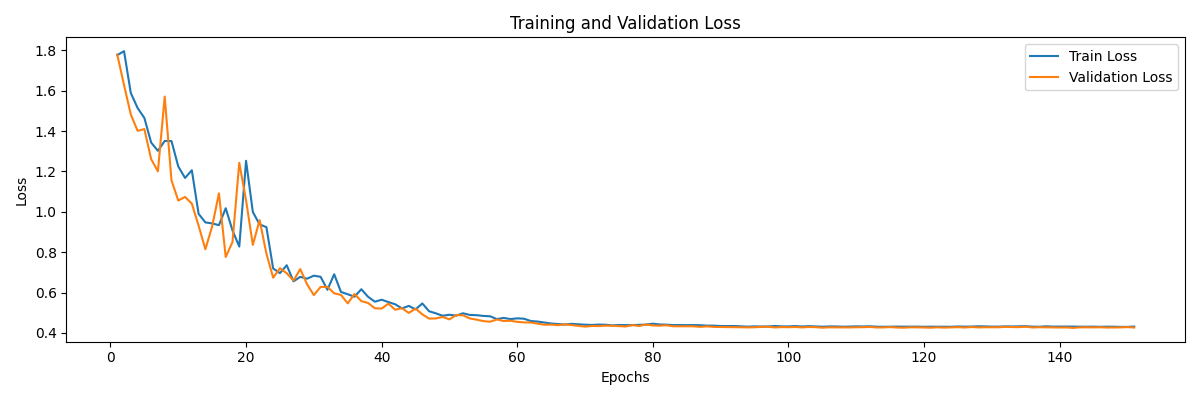 Training and Validation Loss
Train Loss
Validation Loss
Loss
1.8
1.6
1.4
1.2
1.0
0.8
0.6
0.4
0 20 40 60 80 100 120 140
Epochs